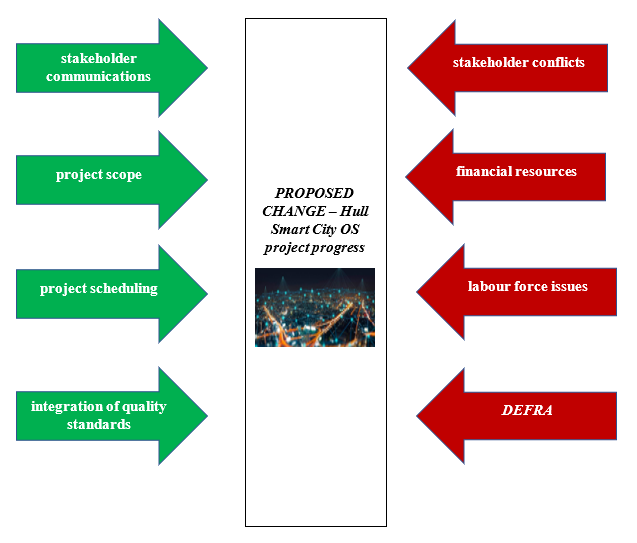 stakeholder
communications
project scope
project scheduling
integration of quality
standards
PROPOSED
CHANGE – Hull
Smart City OS
project progress
stakeholder conflicts
financial resources
labour force issues
DEFRA